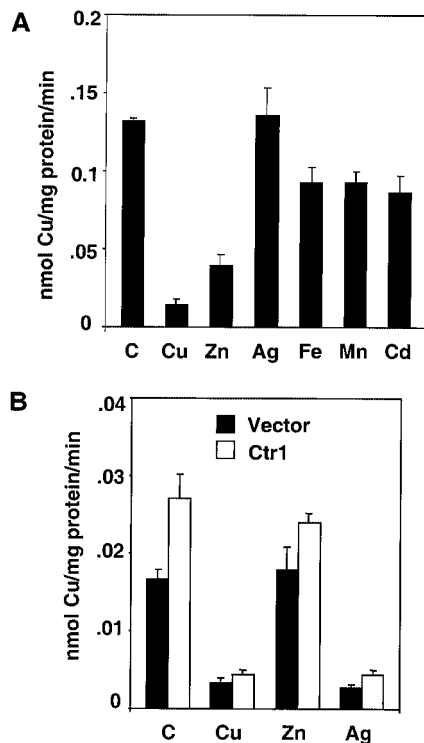 A
nmol Cu/mg protein/min
0.2
.15
0.1
.05
0
C Cu Zn Ag Fe Mn Cd
B
nmol Cu/mg protein/min
.04
.03
.02
.01
0
Vector
Ctr1
C Cu Zn Ag